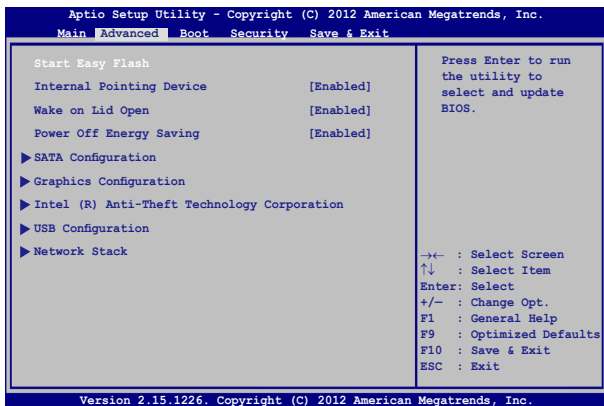 Aptio Setup Utility - Copyright (C) 2012 American Megatrends, Inc.
Main Advanced Boot Security Save & Exit
Start Easy Flash
Internal Pointing Device [Enabled]
Wake on Lid Open [Enabled]
Power Off Energy Saving [Enabled]
SATA Configuration
Graphics Configuration
Intel (R) Anti-Theft Technology Corporation
USB Configuration
Network Stack
Press Enter to run
the utility to
select and update
BIOS.
→← : Select Screen
↑↓ : Select Item
Enter: Select
+/— : Change Opt.
F1 : General Help
F9 : Optimized Defaults
F10 : Save & Exit
ESC : Exit
Version 2.15.1226. Copyright (C) 2012 American Megatrends, Inc.